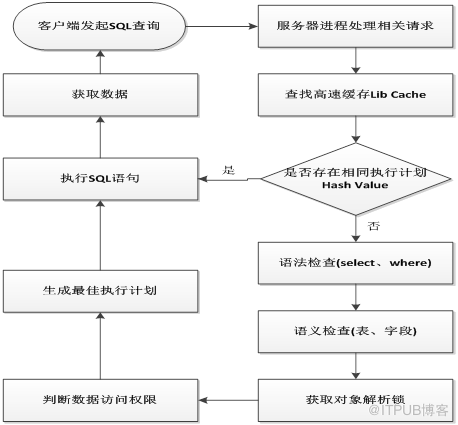 客户端发起SQL查询
服务器进程处理相关请求
查找高速缓存Lib Cache
是否存在相同执行计划
Hash Value
是
否
执行SQL语句
获取数据
语法检查(select、where)
语义检查(表、字段)
获取对象解析锁
判断数据访问权限
生成最佳执行计划
@ITPUB博客